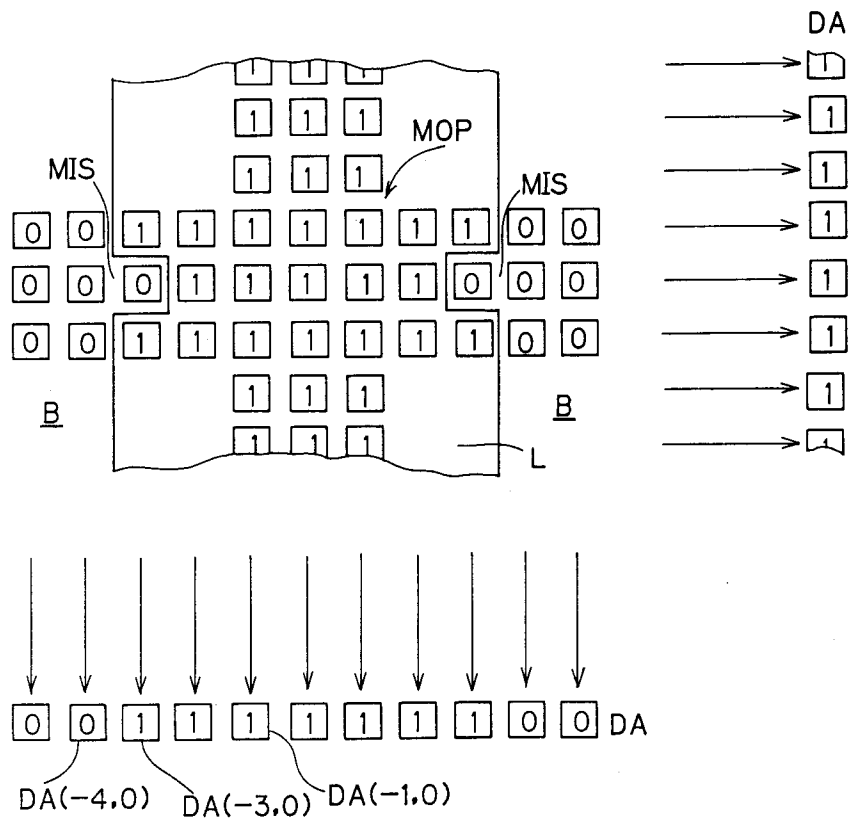 DA
1 1 1 1
1 1 1 1
MOP
MIS 1 1 1 1 MIS
0 0 1 1 1 1 1 1 1 0 0 1
0 0 0 1 1 1 1 1 0 0 0 1
0 0 1 1 1 1 1 1 1 0 0 1
B 1 1 1 B 1
1 1 1 L 1
0 0 1 1 1 1 1 1 1 0 0 DA
DA(-4,0) DA(-3,0) DA(-1,0)